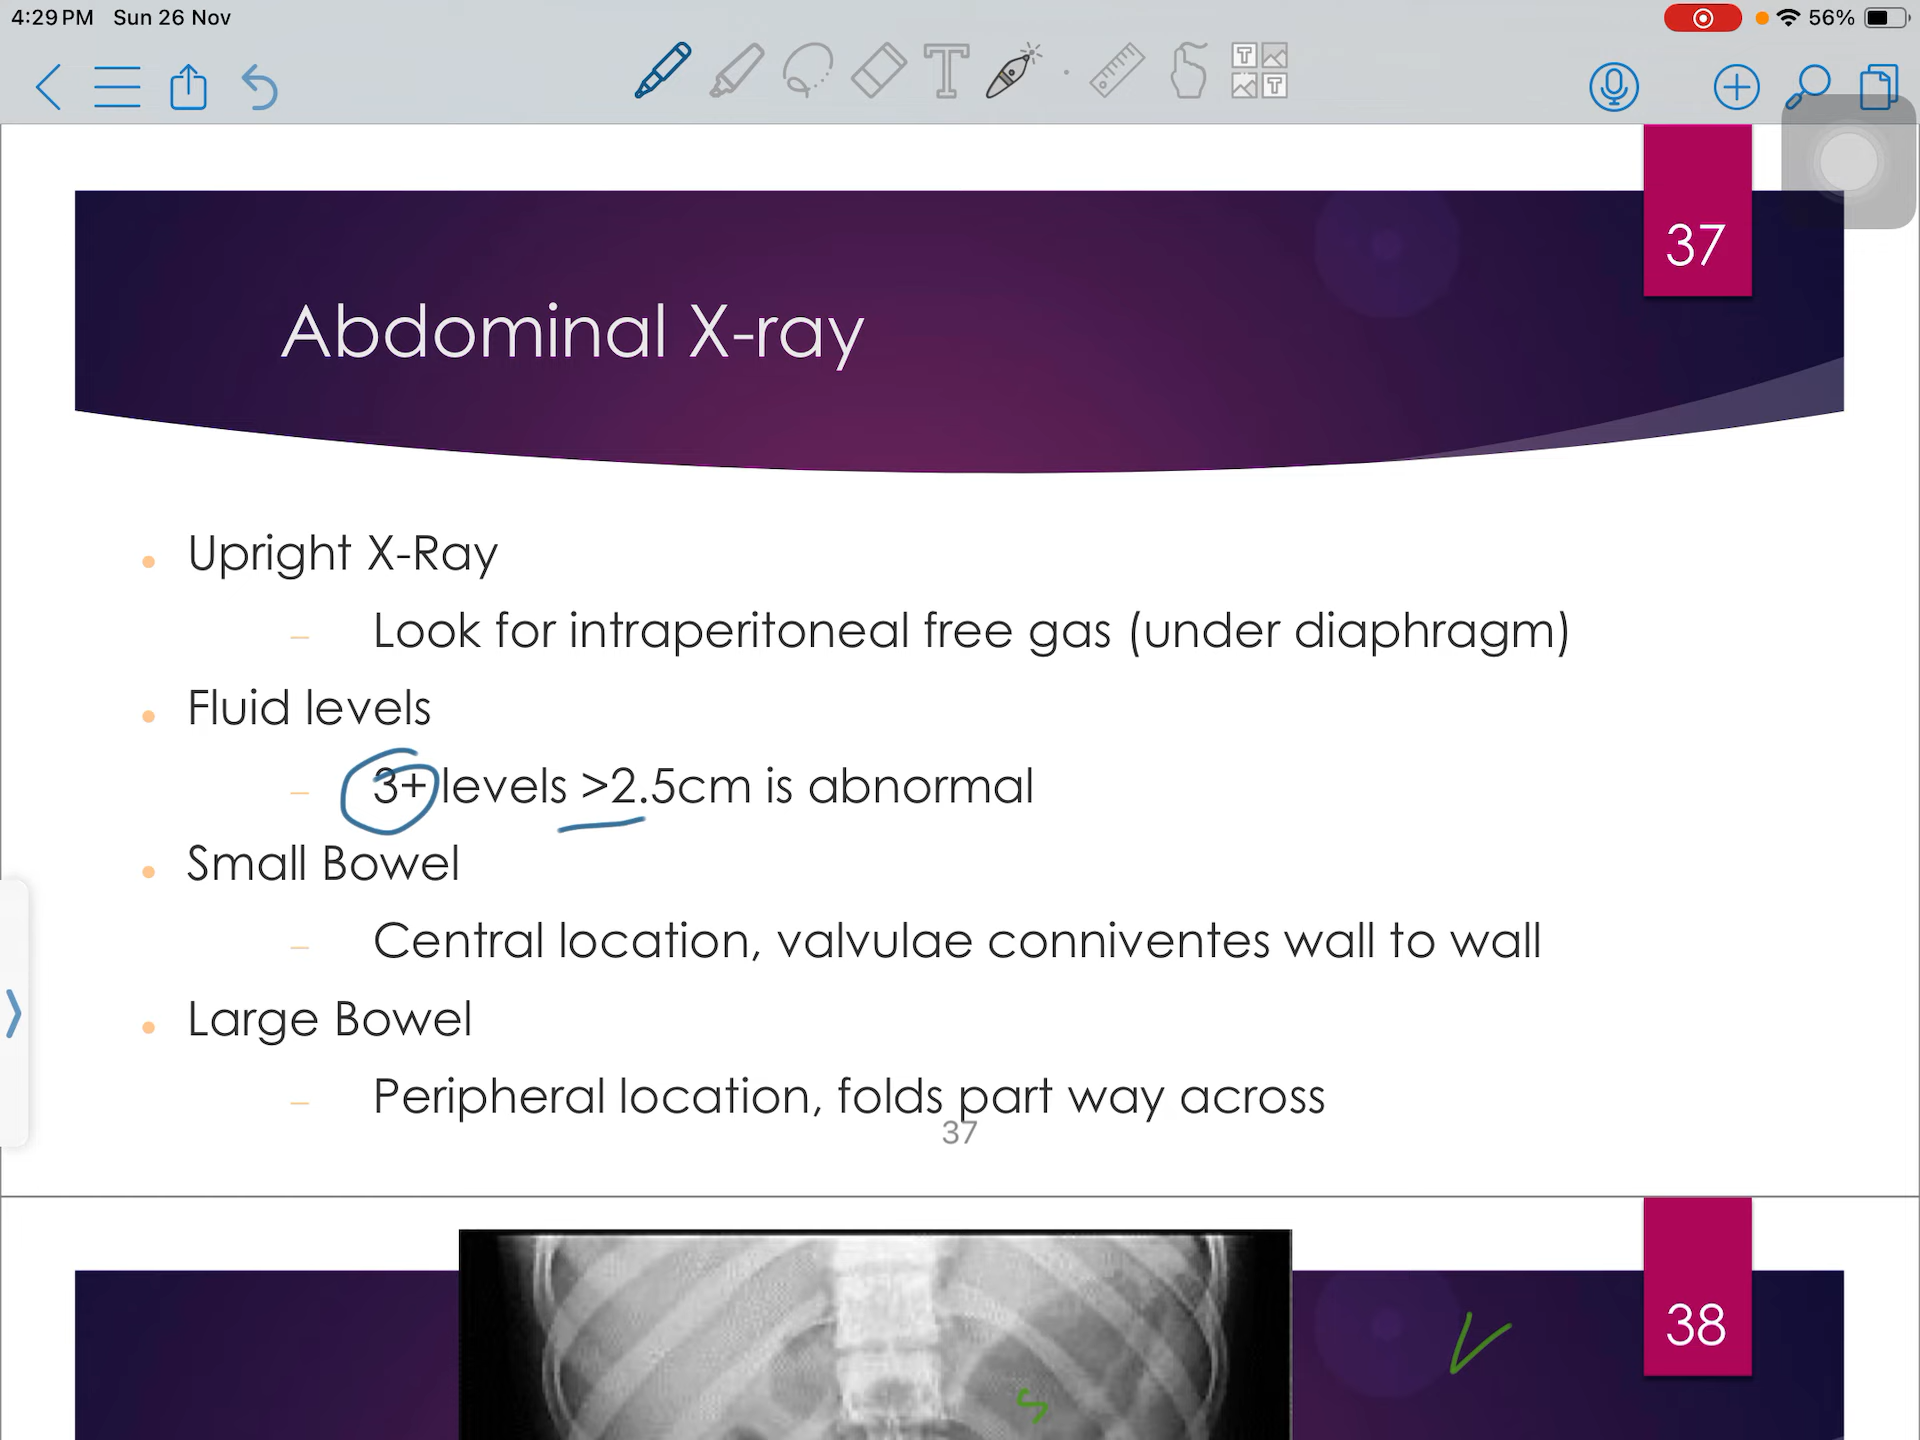 4:29 PM Sun 26 Nov 56%
37
Abdominal X-ray
• Upright X-Ray
– Look for intraperitoneal free gas (under diaphragm)
• Fluid levels
– 3+ levels >2.5cm is abnormal
• Small Bowel
– Central location, valvulae conniventes wall to wall
• Large Bowel
– Peripheral location, folds part way across
37
38
S